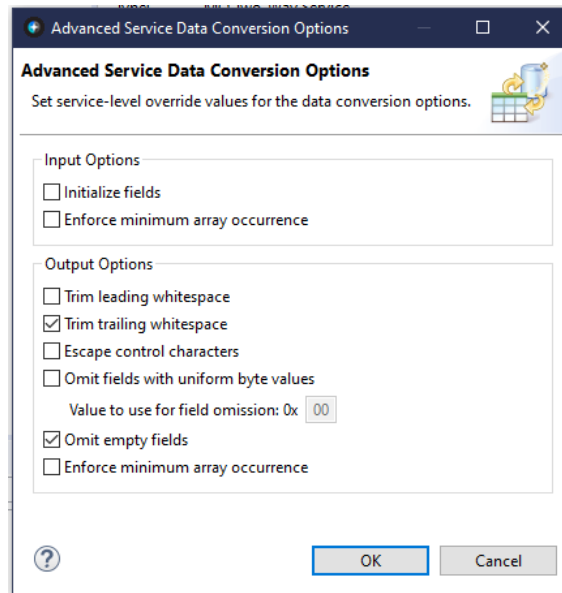 Advanced Service Data Conversion Options
Advanced Service Data Conversion Options
Set service-level override values for the data conversion options.
Input Options
Initialize fields
Enforce minimum array occurrence
Output Options
Trim leading whitespace
Trim trailing whitespace
Escape control characters
Omit fields with uniform byte values
Value to use for field omission: 0x 00
Omit empty fields
Enforce minimum array occurrence
?
OK Cancel